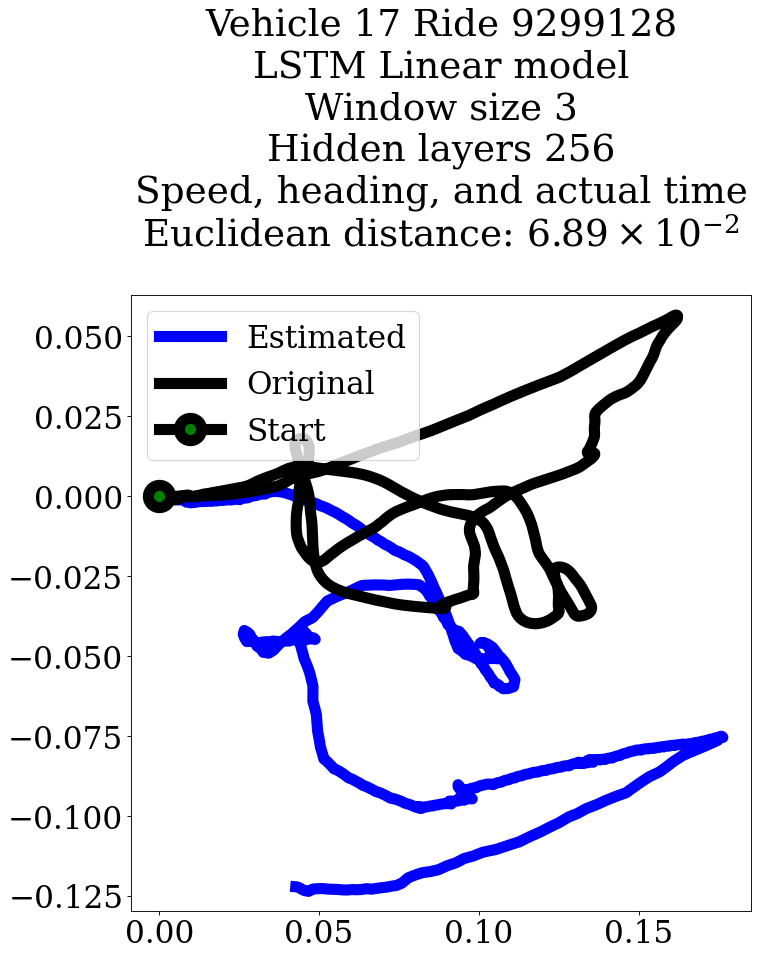 Vehicle 17 Ride 9299128
LSTM Linear model
Window size 3
Hidden layers 256
Speed, heading, and actual time
Euclidean distance: 6.89 × 10⁻²
Estimated
Original
Start
0.050
0.025
0.000
−0.025
−0.050
−0.075
−0.100
−0.125
0.00 0.05 0.10 0.15